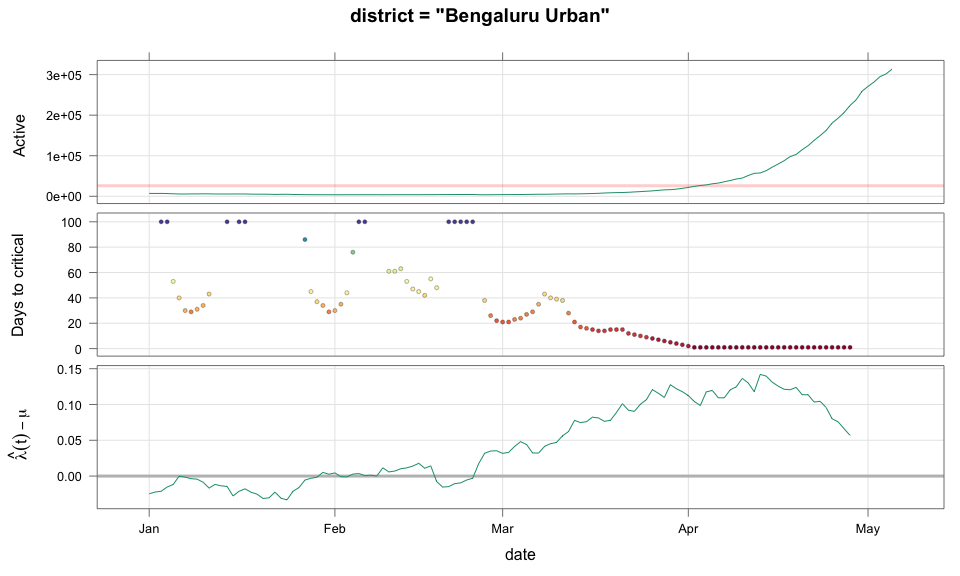 district = "Bengaluru Urban"
Active
3e+05
2e+05
1e+05
0e+00
Days to critical
100
80
60
40
20
0
λ̂(t) − μ
0.15
0.10
0.05
0.00
Jan Feb Mar Apr May
date